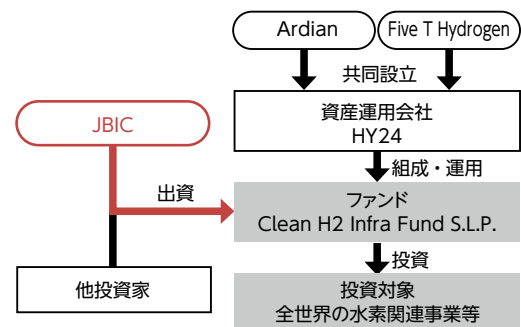 Ardian
Five T Hydrogen
共同設立
JBIC
資産運用会社
HY24
組成・運用
出資
ファンド
Clean H2 Infra Fund S.L.P.
投資
他投資家
投資対象
全世界の水素関連事業等